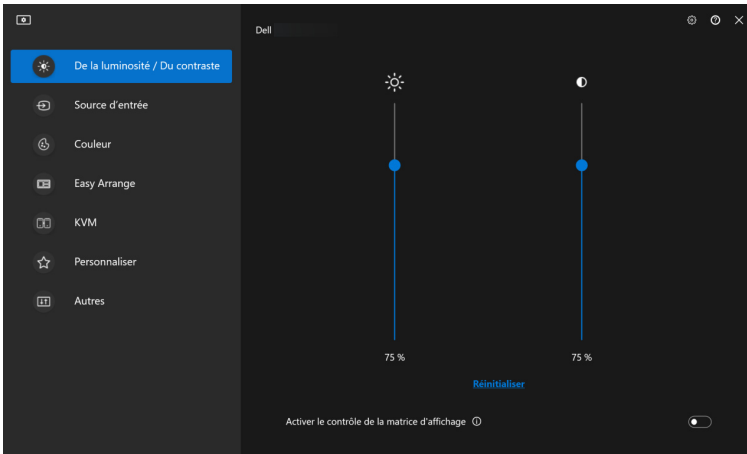 Dell
De la luminosité / Du contraste
Source d'entrée
Couleur
Easy Arrange
KVM
Personnaliser
Autres
75 %
75 %
Réinitialiser
Activer le contrôle de la matrice d'affichage